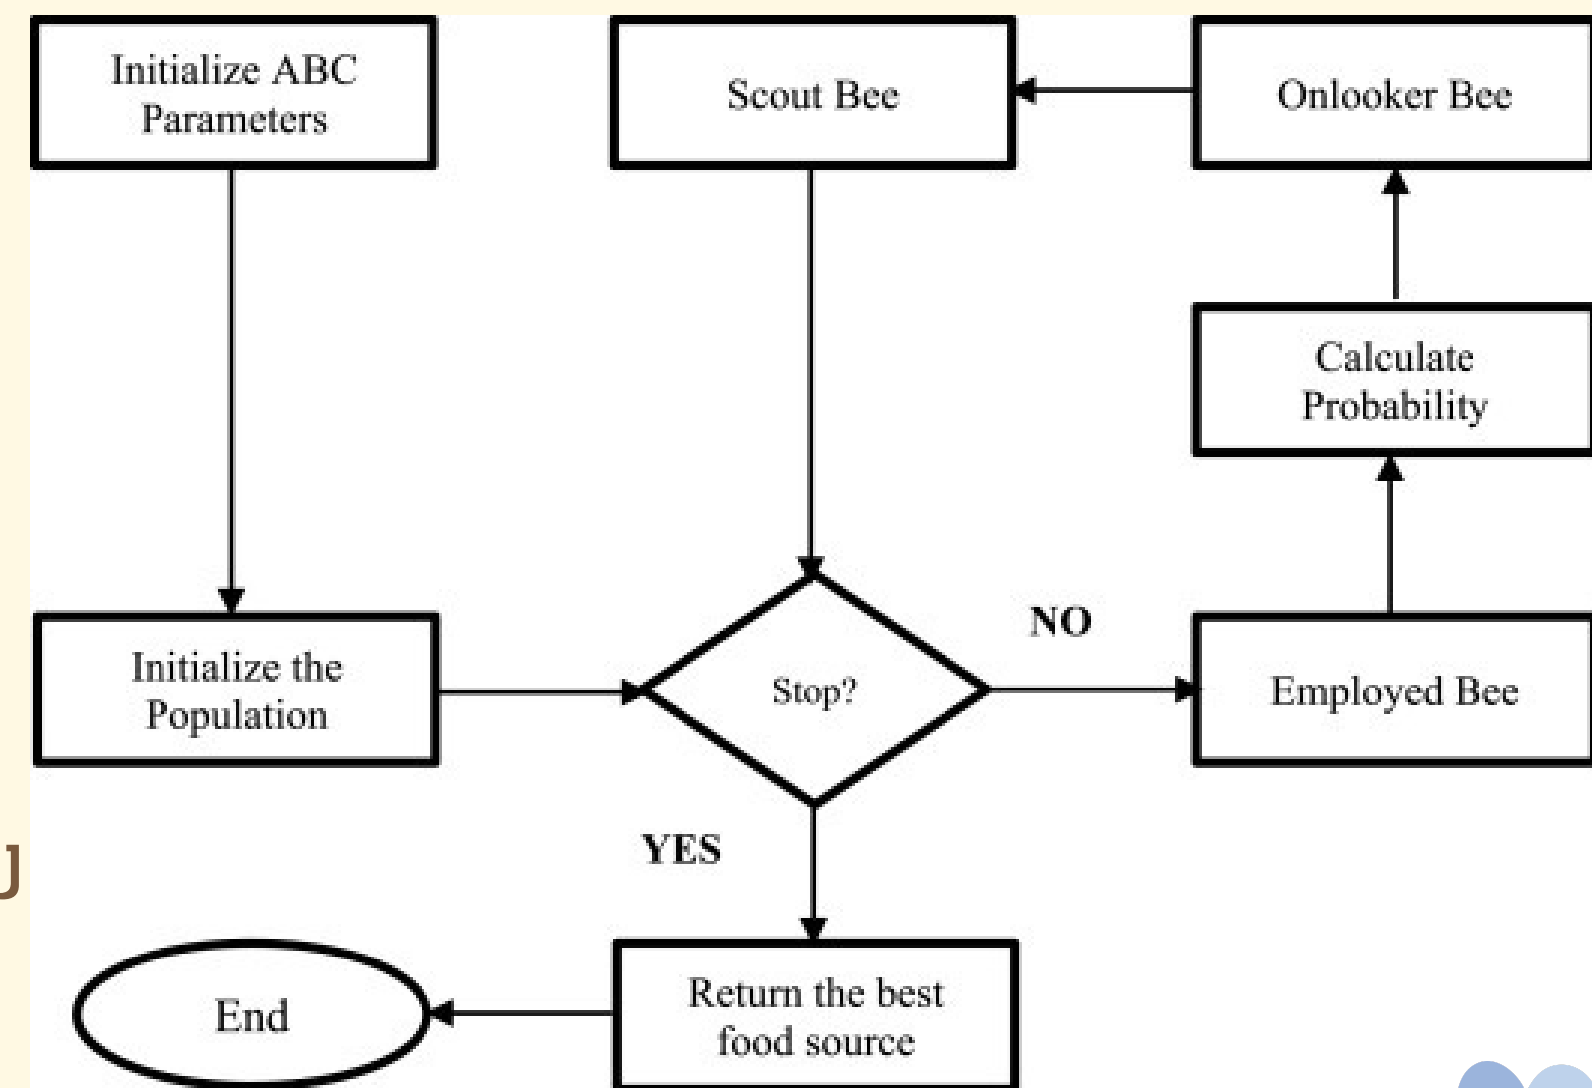 Initialize ABC
Parameters
Scout Bee
Onlooker Bee
Calculate
Probability
Initialize the
Population
Stop?
NO
Employed Bee
YES
End
Return the best
food source